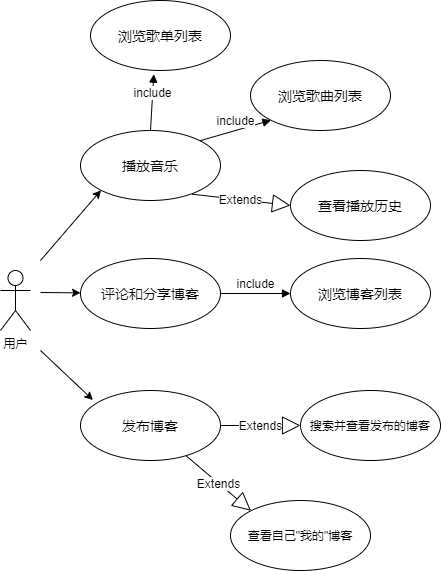 浏览歌单列表
include
浏览歌曲列表
include
播放音乐
Extends
查看播放历史
评论和分享博客
include
浏览博客列表
用户
发布博客
Extends
搜索并查看发布的博客
Extends
查看自己"我的"博客